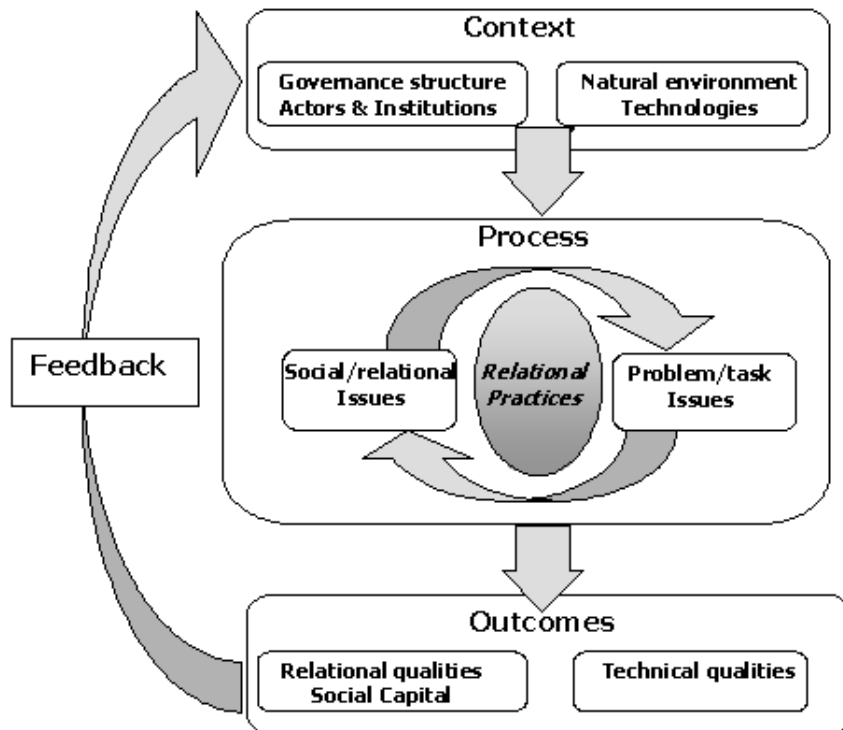 Context
Governance structure
Actors & Institutions
Natural environment
Technologies
Process
Social/relational
Issues
Relational
Practices
Problem/task
Issues
Feedback
Outcomes
Relational qualities
Social Capital
Technical qualities